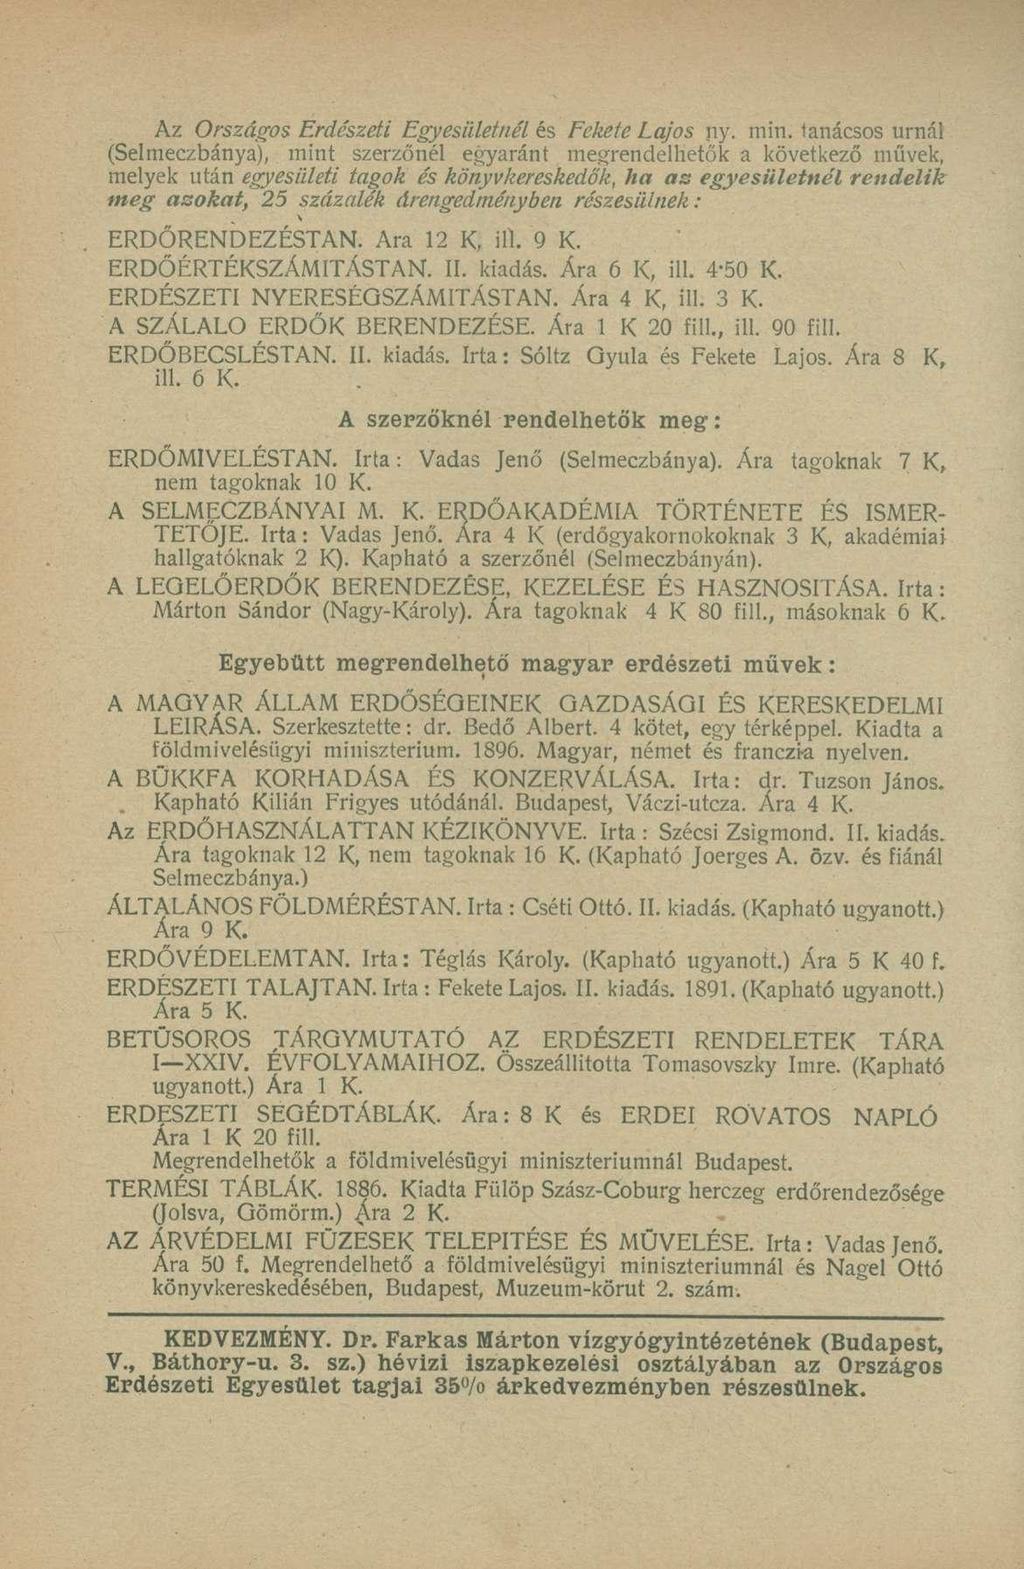 Az Országos Erdészeti Egyesületnél és Fekete Lajos ny. min. tanácsos urnál
(Selmeczbánya), mint szerzőnél egyaránt megrendelhetők a következő művek,
melyek után egyesületi tagok és könyvkereskedők, ha az egyesületnél rendelik
meg azokat, 25 százalék árengedményben részesülnek:
ERDŐRENDEZÉSTAN. Ára 12 K, ill. 9 K.
ERDŐÉRTÉKSZÁMITÁSTAN. II. kiadás. Ára 6 K, ill. 4·50 K.
ERDÉSZETI NYERESÉGSZÁMITÁSTAN. Ára 4 K, ill. 3 K.
A SZÁLALO ERDŐK BERENDEZÉSE. Ára 1 K 20 fill., ill. 90 fill.
ERDŐBECSLÉSTAN. II. kiadás. Irta: Sóltz Gyula és Fekete Lajos. Ára 8 K,
ill. 6 K.
A szerzőknél rendelhetők meg:
ERDŐMIVELÉSTAN. Irta: Vadas Jenő (Selmeczbánya). Ára tagoknak 7 K,
nem tagoknak 10 K.
A SELMECZBÁNYAI M. K. ERDŐAKADÉMIA TÖRTÉNETE ÉS ISMER-
TETŐJE. Irta: Vadas Jenő. Ára 4 K (erdőgyakornokoknak 3 K, akadémiai
hallgatóknak 2 K). Kapható a szerzőnél (Selmeczbányán).
A LEGELŐERDŐK BERENDEZÉSE, KEZELÉSE ÉS HASZNOSITÁSA. Irta:
Márton Sándor (Nagy-Károly). Ára tagoknak 4 K 80 fill., másoknak 6 K.
Egyebütt megrendelhető magyar erdészeti művek:
A MAGYAR ÁLLAM ERDŐSÉGEINEK GAZDASÁGI ÉS KERESKEDELMI
LEIRÁSA. Szerkesztette: dr. Bedő Albert. 4 kötet, egy térképpel. Kiadta a
földmivelésügyi miniszterium. 1896. Magyar, német és franczia nyelven.
A BÜKKFA KORHADÁSA ÉS KONZERVÁLÁSA. Irta: dr. Tuzson János.
Kapható Kilián Frigyes utódánál. Budapest, Váczi-utcza. Ára 4 K.
Az ERDŐHASZNÁLATTAN KÉZIKÖNYVE. Irta: Szécsi Zsigmond. II. kiadás.
Ára tagoknak 12 K, nem tagoknak 16 K. (Kapható Joerges A. özv. és fiánál
Selmeczbánya.)
ÁLTALÁNOS FÖLDMÉRÉSTAN. Irta: Cséti Ottó. II. kiadás. (Kapható ugyanott.)
Ára 9 K.
ERDŐVÉDELEMTAN. Irta: Téglás Károly. (Kapható ugyanott.) Ára 5 K 40 f.
ERDÉSZETI TALAJTAN. Irta: Fekete Lajos. II. kiadás. 1891. (Kapható ugyanott.)
Ára 5 K.
BETŰSOROS TÁRGYMUTATÓ AZ ERDÉSZETI RENDELETEK TÁRA
I—XXIV. ÉVFOLYAMAIHOZ. Összeállitotta Tomasovszky Imre. (Kapható
ugyanott.) Ára 1 K.
ERDÉSZETI SEGÉDTÁBLÁK. Ára: 8 K és ERDEI ROVATOS NAPLÓ
Ára 1 K 20 fill.
Megrendelhetők a földmivelésügyi miniszteriumnál Budapest.
TERMÉSI TÁBLÁK. 1886. Kiadta Fülöp Szász-Coburg herczeg erdőrendezősége
(Jolsva, Gömörm.) Ára 2 K.
AZ ÁRVÉDELMI FŰZESEK TELEPITÉSE ÉS MŰVELÉSE. Irta: Vadas Jenő.
Ára 50 f. Megrendelhető a földmivelésügyi miniszteriumnál és Nagel Ottó
könyvkereskedésében, Budapest, Muzeum-körut 2. szám.
KEDVEZMÉNY. Dr. Farkas Márton vizgyógyintézetének (Budapest,
V., Báthory-u. 3. sz.) hévizi iszapkezelési osztályában az Országos
Erdészeti Egyesület tagjai 35% árkedvezményben részesülnek.